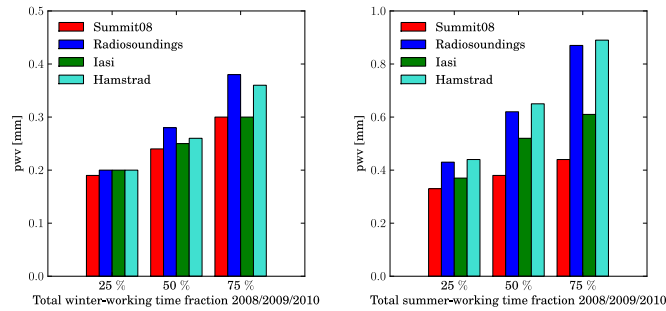 0.5
0.4
0.3
0.2
0.1
0.0
pwv [mm]
Summit08
Radiosoundings
Iasi
Hamstrad
25 %
50 %
75 %
Total winter-working time fraction 2008/2009/2010
1.0
0.8
0.6
0.4
0.2
0.0
pwv [mm]
Summit08
Radiosoundings
Iasi
Hamstrad
25 %
50 %
75 %
Total summer-working time fraction 2008/2009/2010